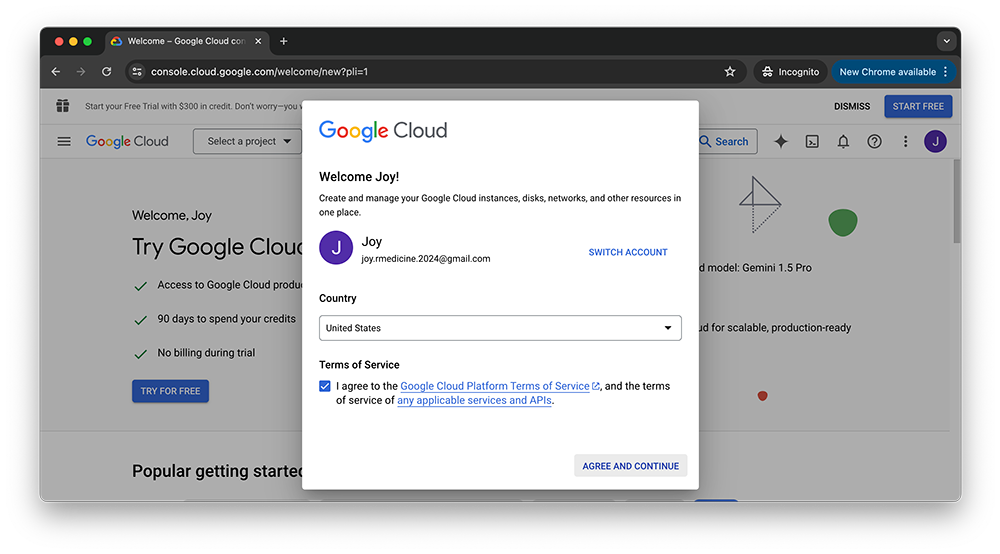 Welcome – Google Cloud con
console.cloud.google.com/welcome/new?pli=1
Incognito
New Chrome available
Start your Free Trial with $300 in credit. Don't worry—you
DISMISS
START FREE
Google Cloud
Select a project
Search
J
Welcome, Joy
Try Google Clou
Access to Google Cloud produ
90 days to spend your credits
No billing during trial
TRY FOR FREE
d model: Gemini 1.5 Pro
ud for scalable, production-ready
Popular getting starte
Google Cloud
Welcome Joy!
Create and manage your Google Cloud instances, disks, networks, and other resources in
one place.
J
Joy
joy.rmedicine.2024@gmail.com
SWITCH ACCOUNT
Country
United States
Terms of Service
I agree to the Google Cloud Platform Terms of Service, and the terms
of service of any applicable services and APIs.
AGREE AND CONTINUE